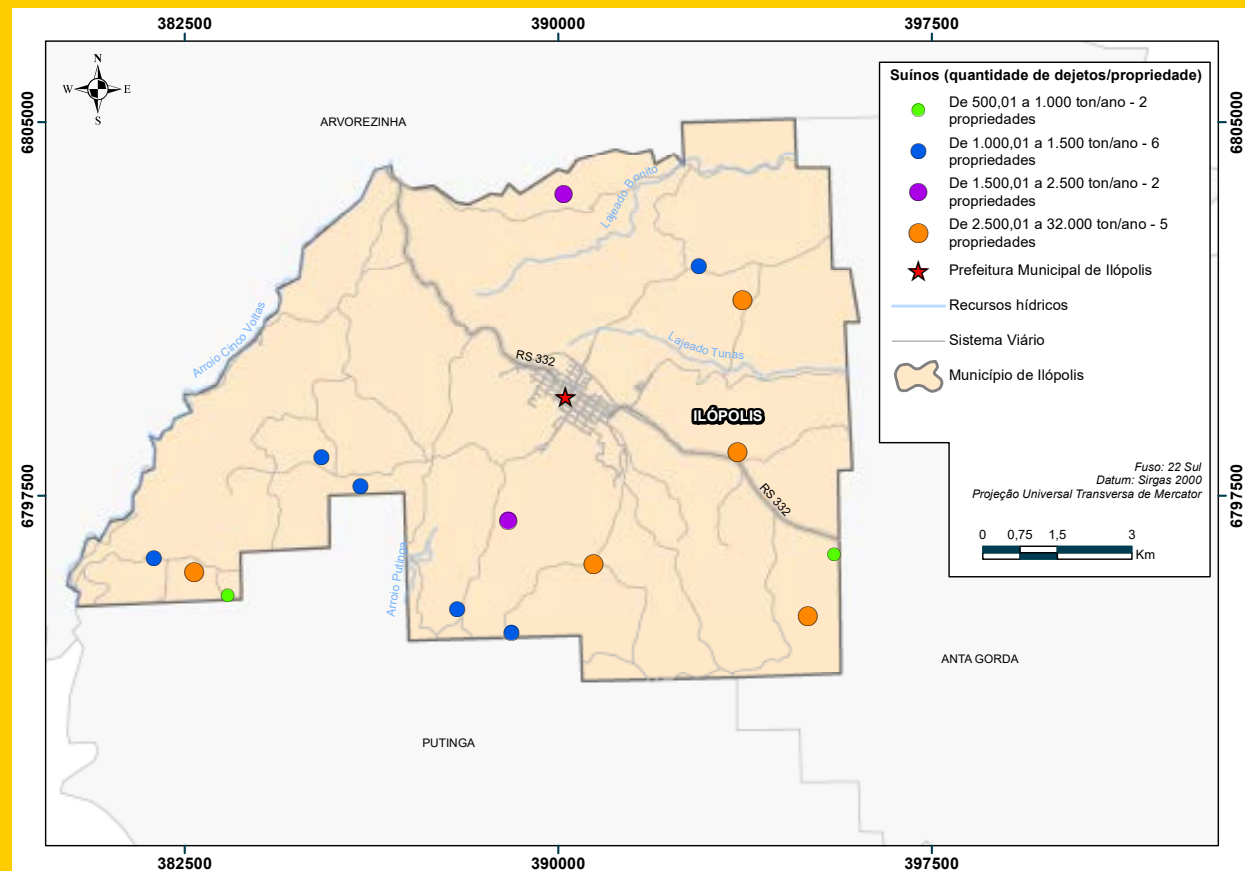 382500
390000
397500
N
W
E
S
6805000
6805000
ARVOREZINHA
Suínos (quantidade de dejetos/propriedade)
De 500,01 a 1.000 ton/ano - 2
propriedades
De 1.000,01 a 1.500 ton/ano - 6
propriedades
De 1.500,01 a 2.500 ton/ano - 2
propriedades
De 2.500,01 a 32.000 ton/ano - 5
propriedades
Prefeitura Municipal de Ilópolis
Recursos hídricos
Sistema Viário
Município de Ilópolis
Lajeado Bonito
Arroio Cinco Voltas
Lajeado Tunas
RS 332
ILÓPOLIS
RS 332
6797500
6797500
Fuso: 22 Sul
Datum: Sirgas 2000
Projeção Universal Transversa de Mercator
0 0,75 1,5 3
Km
Arroio Putinga
ANTA GORDA
PUTINGA
382500
390000
397500